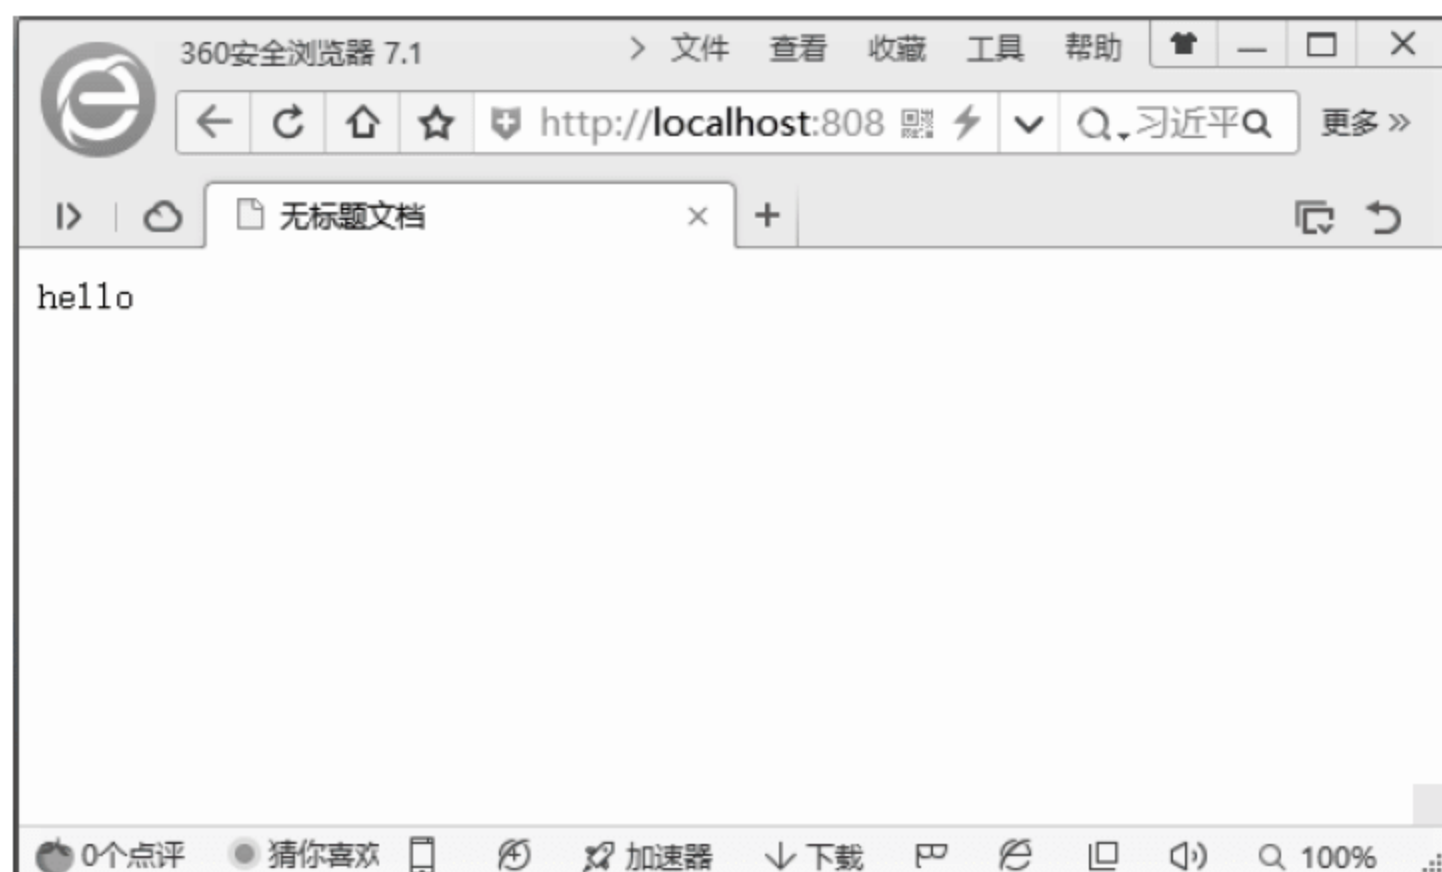 360安全浏览器 7.1 > 文件 查看 收藏 工具 帮助
http://localhost:808 习近平 更多 »
无标题文档
hello
0个点评 猜你喜欢 加速器 下载 100%